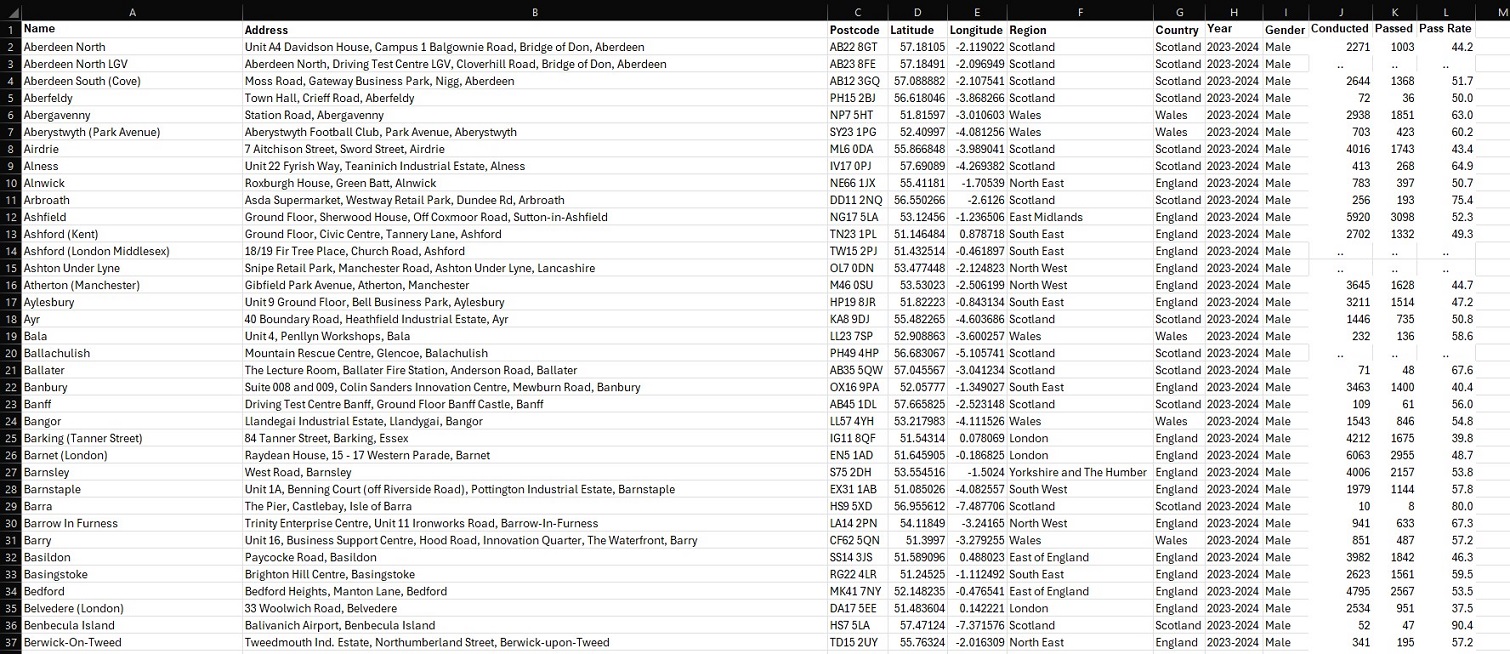 A B C D E F G H I J K L M
1 Name Address Postcode Latitude Longitude Region Country Year Gender Conducted Passed Pass Rate
2 Aberdeen North Unit A4 Davidson House, Campus 1 Balgownie Road, Bridge of Don, Aberdeen AB22 8GT 57.18105 -2.119022 Scotland Scotland 2023-2024 Male 2271 1003 44.2
3 Aberdeen North LGV Aberdeen North, Driving Test Centre LGV, Cloverhill Road, Bridge of Don, Aberdeen AB23 8FE 57.18491 -2.096949 Scotland Scotland 2023-2024 Male .. .. ..
4 Aberdeen South (Cove) Moss Road, Gateway Business Park, Nigg, Aberdeen AB12 3GQ 57.088882 -2.107541 Scotland Scotland 2023-2024 Male 2644 1368 51.7
5 Aberfeldy Town Hall, Crieff Road, Aberfeldy PH15 2BJ 56.618046 -3.868266 Scotland Scotland 2023-2024 Male 72 36 50.0
6 Abergavenny Station Road, Abergavenny NP7 5HT 51.81597 -3.010603 Wales Wales 2023-2024 Male 2938 1851 63.0
7 Aberystwyth (Park Avenue) Aberystwyth Football Club, Park Avenue, Aberystwyth SY23 1PG 52.40997 -4.081256 Wales Wales 2023-2024 Male 703 423 60.2
8 Airdrie 7 Aitchison Street, Sword Street, Airdrie ML6 0DA 55.866848 -3.989041 Scotland Scotland 2023-2024 Male 4016 1743 43.4
9 Alness Unit 22 Fyrish Way, Teaninich Industrial Estate, Alness IV17 0PJ 57.69089 -4.269382 Scotland Scotland 2023-2024 Male 413 268 64.9
10 Alnwick Roxburgh House, Green Batt, Alnwick NE66 1JX 55.41181 -1.70539 North East England 2023-2024 Male 783 397 50.7
11 Arbroath Asda Supermarket, Westway Retail Park, Dundee Rd, Arbroath DD11 2NQ 56.550266 -2.6126 Scotland Scotland 2023-2024 Male 256 193 75.4
12 Ashfield Ground Floor, Sherwood House, Off Coxmoor Road, Sutton-in-Ashfield NG17 5LA 53.12456 -1.236506 East Midlands England 2023-2024 Male 5920 3098 52.3
13 Ashford (Kent) Ground Floor, Civic Centre, Tannery Lane, Ashford TN23 1PL 51.146484 0.878718 South East England 2023-2024 Male 2702 1332 49.3
14 Ashford (London Middlesex) 18/19 Fir Tree Place, Church Road, Ashford TW15 2PJ 51.432514 -0.461897 South East England 2023-2024 Male .. .. ..
15 Ashton Under Lyne Snipe Retail Park, Manchester Road, Ashton Under Lyne, Lancashire OL7 0DN 53.477448 -2.124823 North West England 2023-2024 Male .. .. ..
16 Atherton (Manchester) Gibfield Park Avenue, Atherton, Manchester M46 0SU 53.53023 -2.506199 North West England 2023-2024 Male 3645 1628 44.7
17 Aylesbury Unit 9 Ground Floor, Bell Business Park, Aylesbury HP19 8JR 51.82223 -0.843134 South East England 2023-2024 Male 3211 1514 47.2
18 Ayr 40 Boundary Road, Heathfield Industrial Estate, Ayr KA8 9DJ 55.482265 -4.603686 Scotland Scotland 2023-2024 Male 1446 735 50.8
19 Bala Unit 4, Penllyn Workshops, Bala LL23 7SP 52.908863 -3.600257 Wales Wales 2023-2024 Male 232 136 58.6
20 Ballachulish Mountain Rescue Centre, Glencoe, Balachulish PH49 4HP 56.683067 -5.105741 Scotland Scotland 2023-2024 Male .. .. ..
21 Ballater The Lecture Room, Ballater Fire Station, Anderson Road, Ballater AB35 5QW 57.045567 -3.041234 Scotland Scotland 2023-2024 Male 71 48 67.6
22 Banbury Suite 008 and 009, Colin Sanders Innovation Centre, Mewburn Road, Banbury OX16 9PA 52.05777 -1.349027 South East England 2023-2024 Male 3463 1400 40.4
23 Banff Driving Test Centre Banff, Ground Floor Banff Castle, Banff AB45 1DL 57.665825 -2.523148 Scotland Scotland 2023-2024 Male 109 61 56.0
24 Bangor Llandegai Industrial Estate, Llandygai, Bangor LL57 4YH 53.217983 -4.111526 Wales Wales 2023-2024 Male 1543 846 54.8
25 Barking (Tanner Street) 84 Tanner Street, Barking, Essex IG11 8QF 51.54314 0.078069 London England 2023-2024 Male 4212 1675 39.8
26 Barnet (London) Raydean House, 15 - 17 Western Parade, Barnet EN5 1AD 51.645905 -0.186825 London England 2023-2024 Male 6063 2955 48.7
27 Barnsley West Road, Barnsley S75 2DH 53.554516 -1.5024 Yorkshire and The Humber England 2023-2024 Male 4006 2157 53.8
28 Barnstaple Unit 1A, Benning Court (off Riverside Road), Pottington Industrial Estate, Barnstaple EX31 1AB 51.085026 -4.082557 South West England 2023-2024 Male 1979 1144 57.8
29 Barra The Pier, Castlebay, Isle of Barra HS9 5XD 56.955612 -7.487706 Scotland Scotland 2023-2024 Male 10 8 80.0
30 Barrow In Furness Trinity Enterprise Centre, Unit 11 Ironworks Road, Barrow-In-Furness LA14 2PN 54.11849 -3.24165 North West England 2023-2024 Male 941 633 67.3
31 Barry Unit 16, Business Support Centre, Hood Road, Innovation Quarter, The Waterfront, Barry CF62 5QN 51.3997 -3.279255 Wales Wales 2023-2024 Male 851 487 57.2
32 Basildon Paycocke Road, Basildon SS14 3JS 51.589096 0.488023 East of England England 2023-2024 Male 3982 1842 46.3
33 Basingstoke Brighton Hill Centre, Basingstoke RG22 4LR 51.24525 -1.112492 South East England 2023-2024 Male 2623 1561 59.5
34 Bedford Bedford Heights, Manton Lane, Bedford MK41 7NY 52.148235 -0.476541 East of England England 2023-2024 Male 4795 2567 53.5
35 Belvedere (London) 33 Woolwich Road, Belvedere DA17 5EE 51.483604 0.142221 London England 2023-2024 Male 2534 951 37.5
36 Benbecula Island Balivanich Airport, Benbecula Island HS7 5LA 57.47124 -7.371576 Scotland Scotland 2023-2024 Male 52 47 90.4
37 Berwick-On-Tweed Tweedmouth Ind. Estate, Northumberland Street, Berwick-upon-Tweed TD15 2UY 55.76324 -2.016309 North East England 2023-2024 Male 341 195 57.2